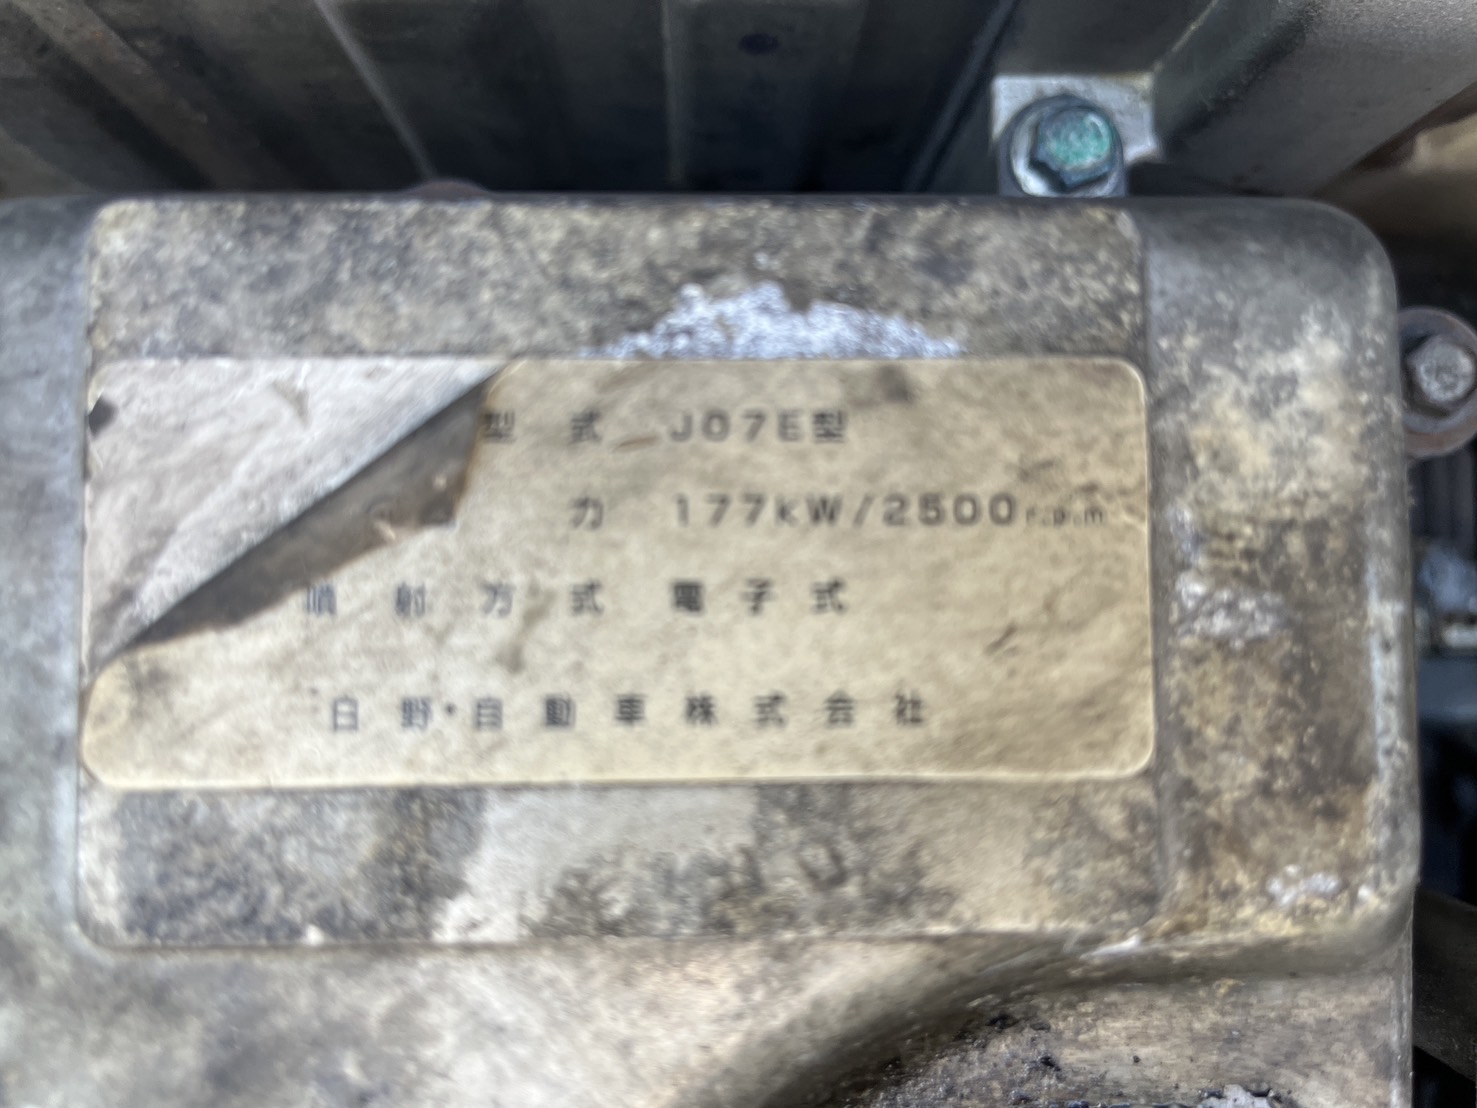 型式 J07E型
力 177kW/2500r.p.m
噴射方式 電子式
日野自動車株式会社